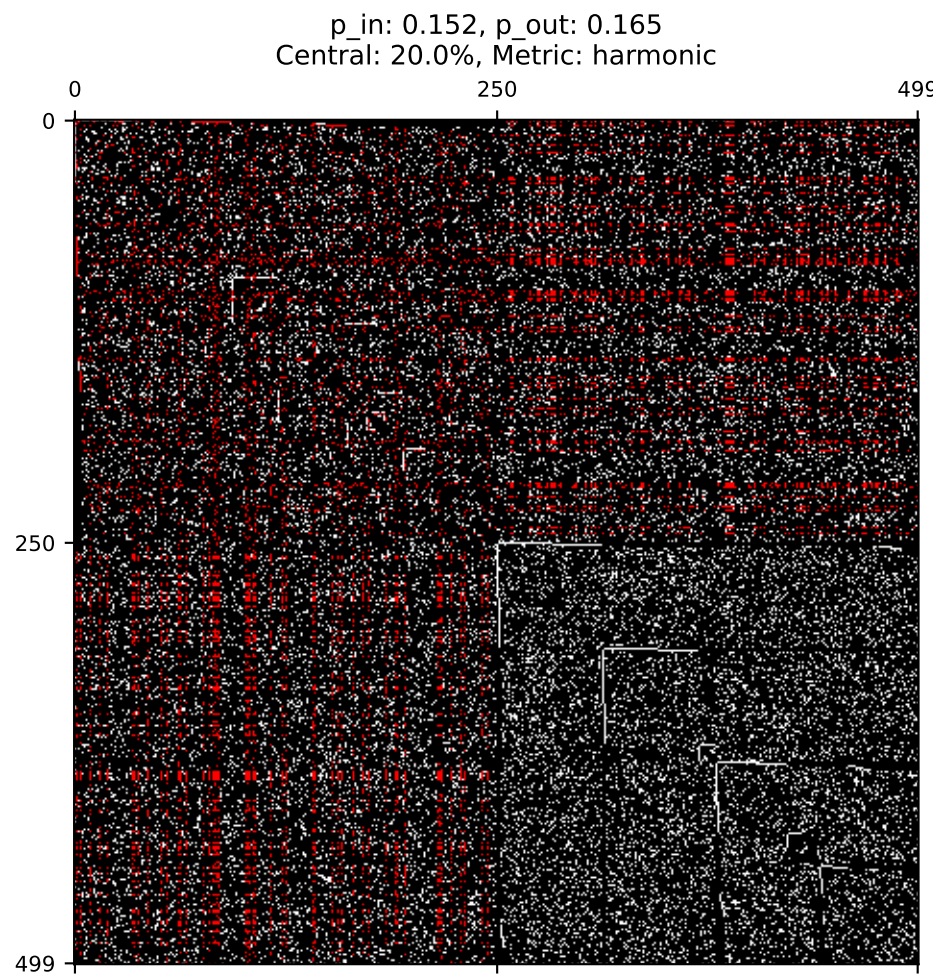 p_in: 0.152, p_out: 0.165
Central: 20.0%, Metric: harmonic
0 250 499
0
250
499